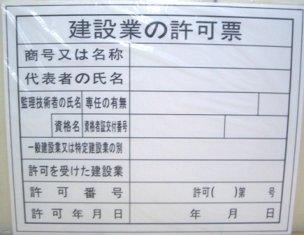 建設業の許可票
商号又は名称
代表者の氏名
監理技術者の氏名 専任の有無
資格名 資格者証交付番号
一般建設業又は特定建設業の別
許可を受けた建設業
許可番号 許可( )第 号
許可年月日 年 月 日